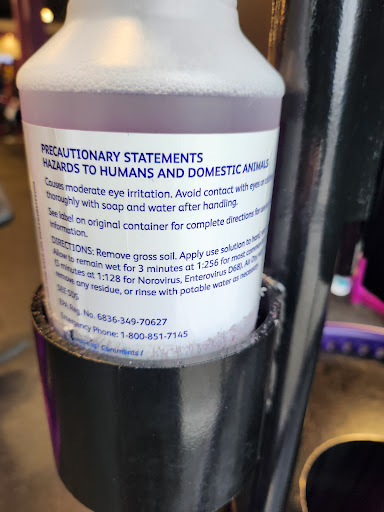 PRECAUTIONARY STATEMENTS
HAZARDS TO HUMANS AND DOMESTIC ANIMALS
Causes moderate eye irritation. Avoid contact with eyes or
thoroughly with soap and water after handling.
See label on original container for complete directions for
information.
DIRECTIONS: Remove gross soil. Apply use solution to
Allow to remain wet for 3 minutes at 1:256 for most
(5 minutes at 1:128 for Norovirus, Enterovirus D68). All
remove any residue, or rinse with potable water as necessary.
EPA Reg. No. 6836-349-70627
Emergency Phone: 1-800-851-7145
Comments /